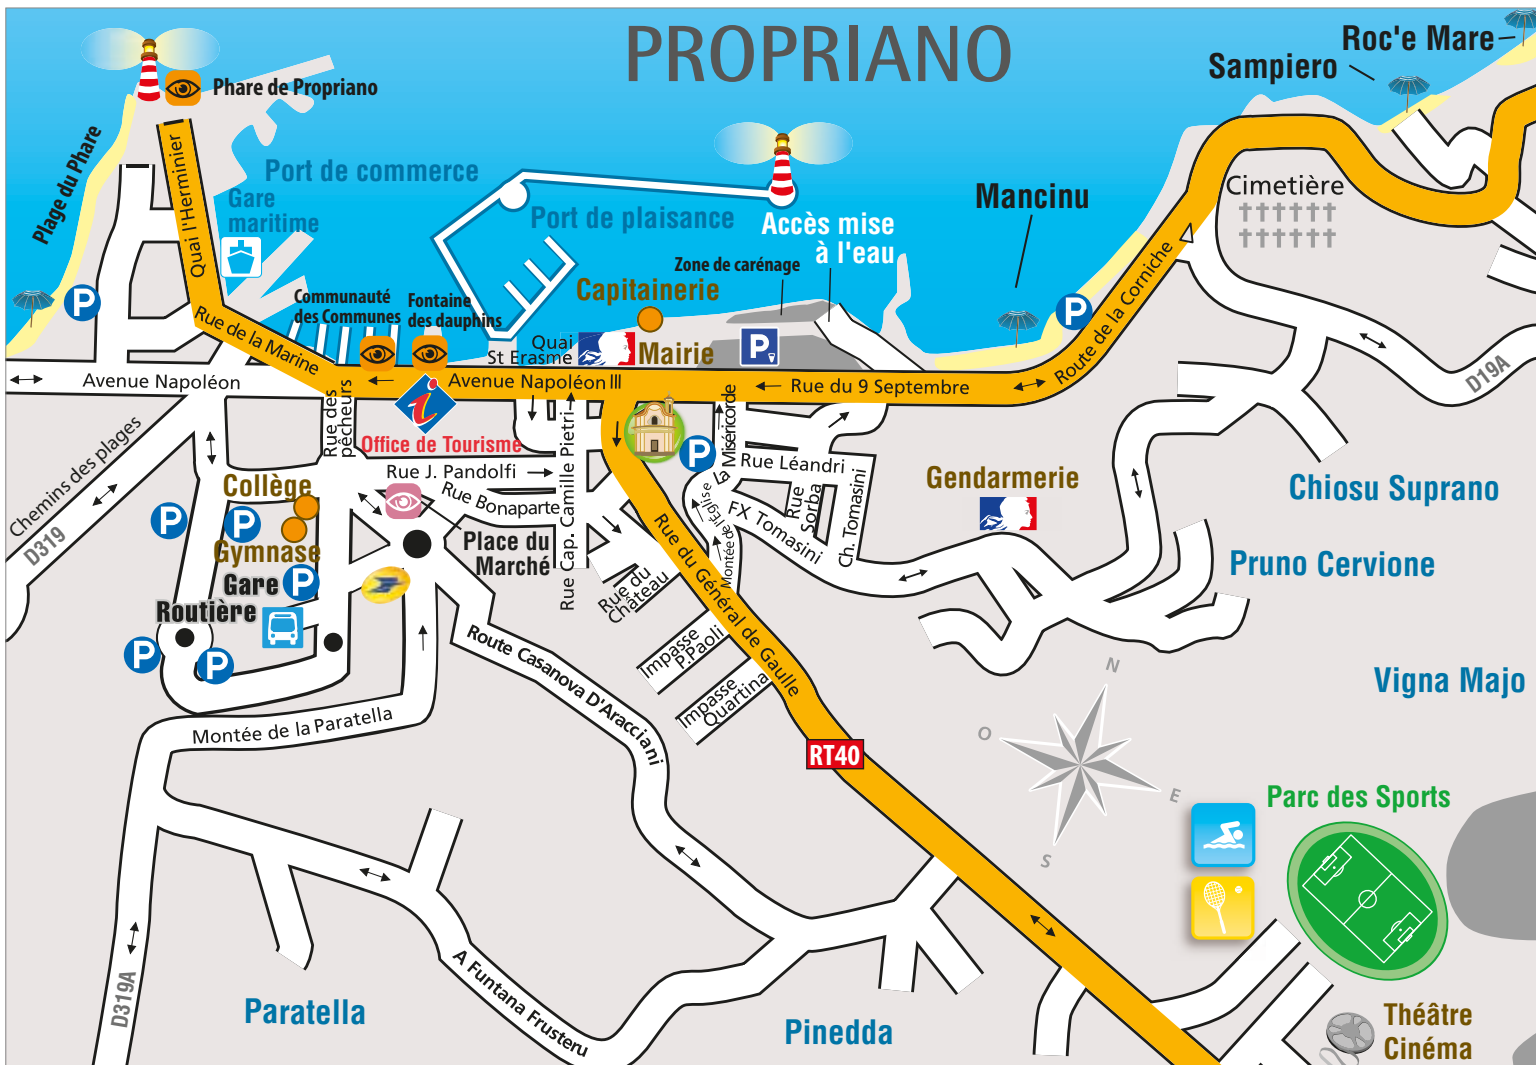 PROPRIANO
Roc'e Mare
Sampiero
Phare de Propriano
Plage du Phare
Quai l'Herminier
Port de commerce
Gare
maritime
Port de plaisance
Mancinu
Cimetière
Accès mise
à l'eau
Zone de carénage
Capitainerie
Communauté
des Communes
Fontaine
des dauphins
P
P
Rue de la Marine
Quai
St Erasme
Mairie
P
Route de la Corniche
D19A
Avenue Napoléon
Avenue Napoléon III
Rue du 9 Septembre
Rue des
pêcheurs
i
Office de Tourisme
Rue J. Pandolfi
Rue Bonaparte
Rue Cap. Camille Pietri
P
La Miséricorde
Rue Léandri
Rue
Sorba
Ch. Tomasini
FX Tomasini
Montée de l'église
Gendarmerie
Chiosu Suprano
Chemins des plages
D319
Collège
P
P
Gymnase
Gare
P
Routière
P
P
Place du
Marché
Rue du
Château
Rue du Général de Gaulle
Pruno Cervione
Impasse
P.Paoli
Impasse
Quartina
Route Casanova D'Aracciani
Vigna Majo
Montée de la Paratella
N
O
E
S
RT40
Parc des Sports
D319A
A Funtana Frusteru
Paratella
Pinedda
Théâtre
Cinéma